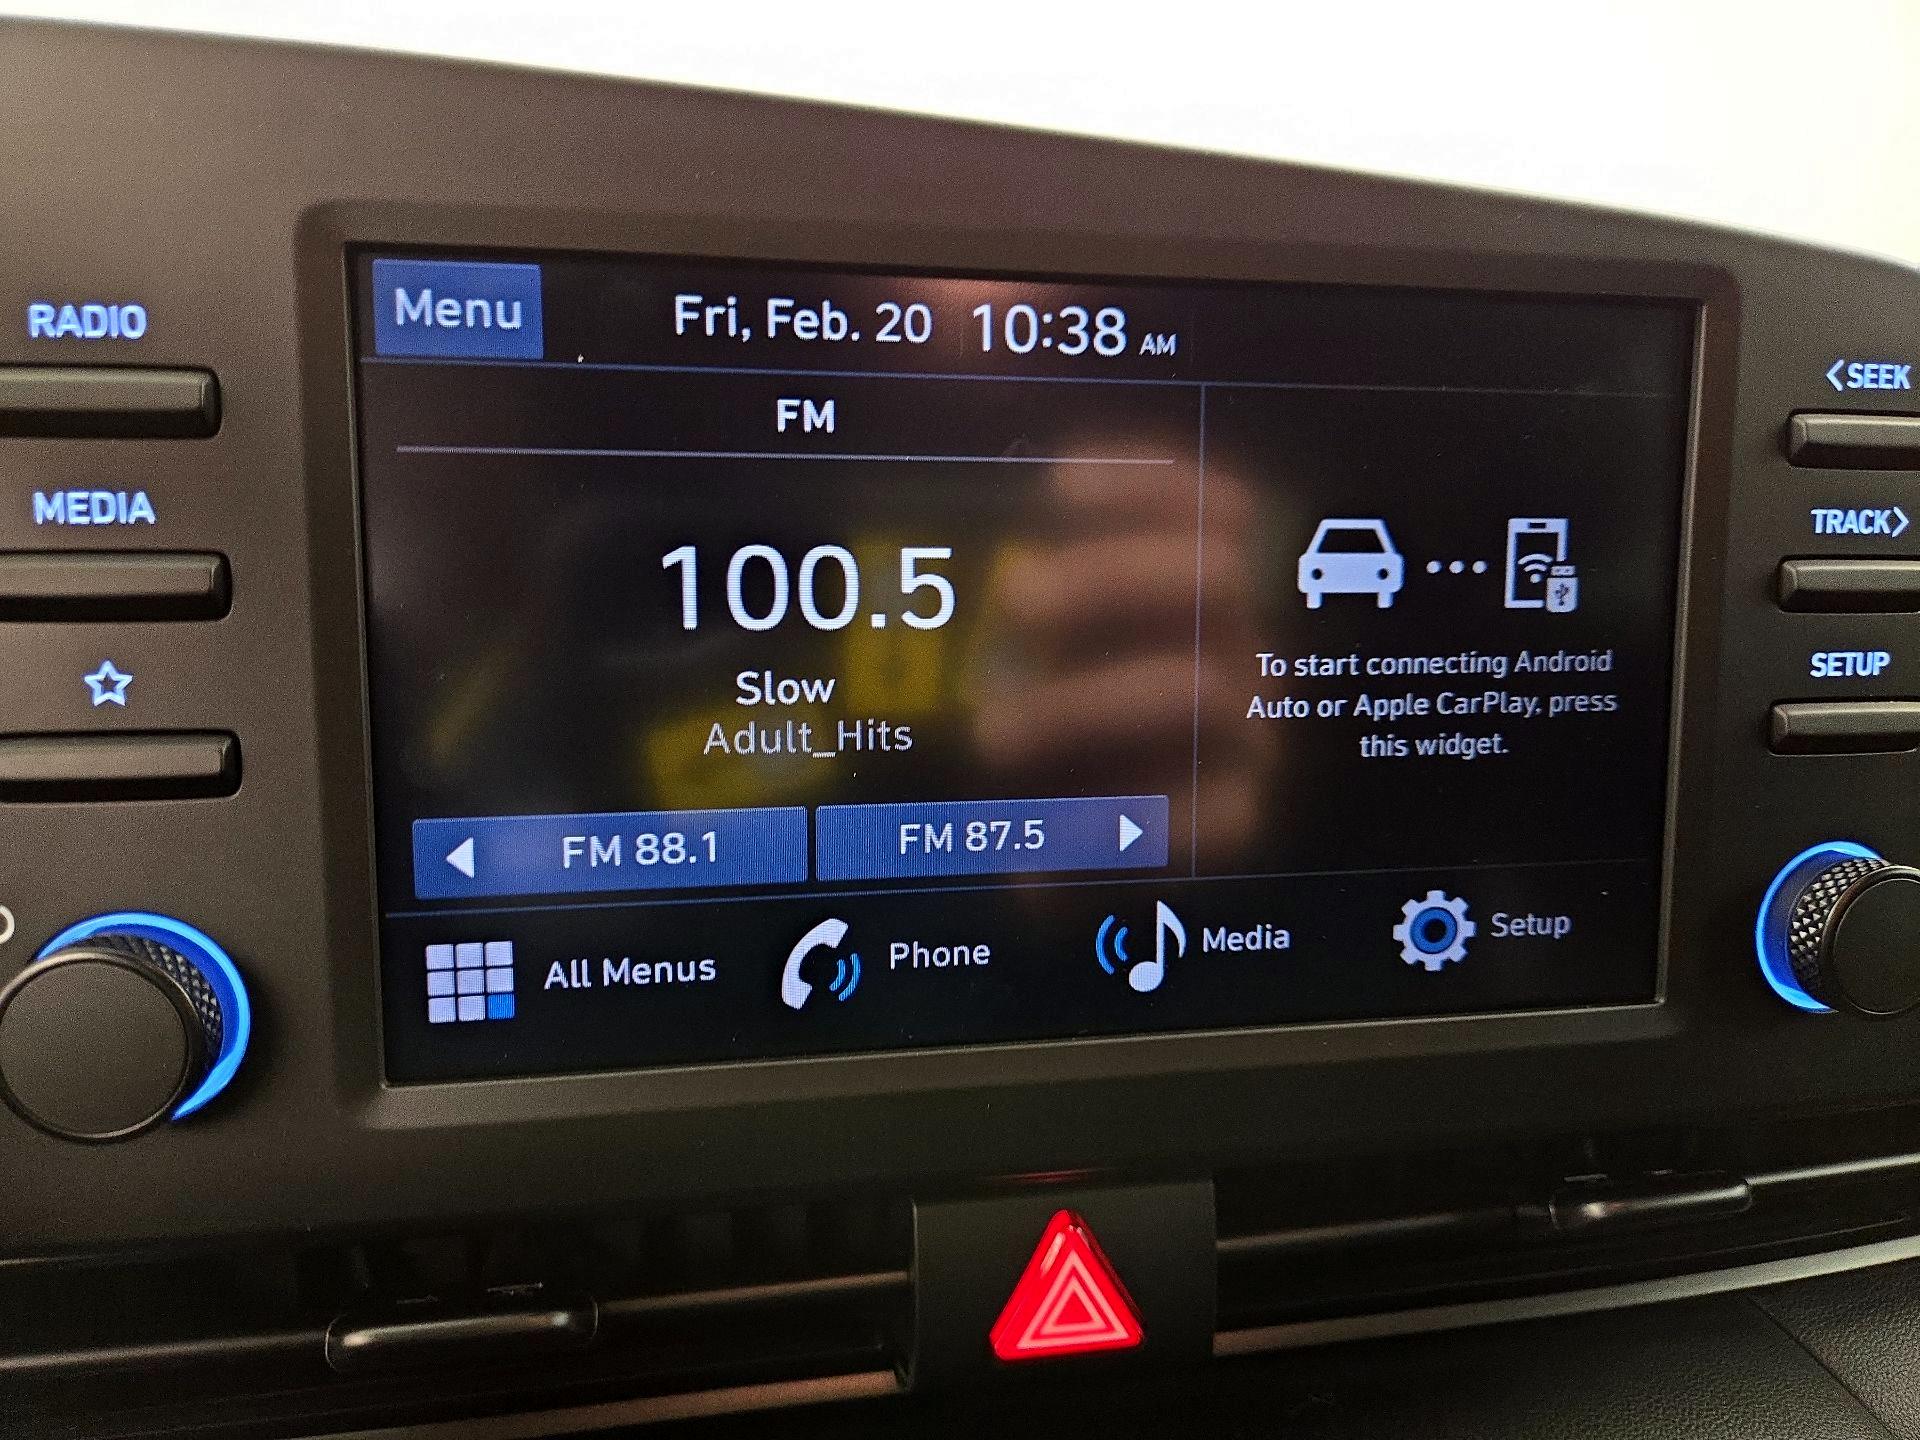 RADIO
MEDIA
Menu
Fri, Feb. 20 10:38 AM
FM
100.5
Slow
Adult_Hits
FM 88.1
FM 87.5
To start connecting Android
Auto or Apple CarPlay, press
this widget.
All Menus
Phone
Media
Setup
<SEEK
TRACK>
SETUP